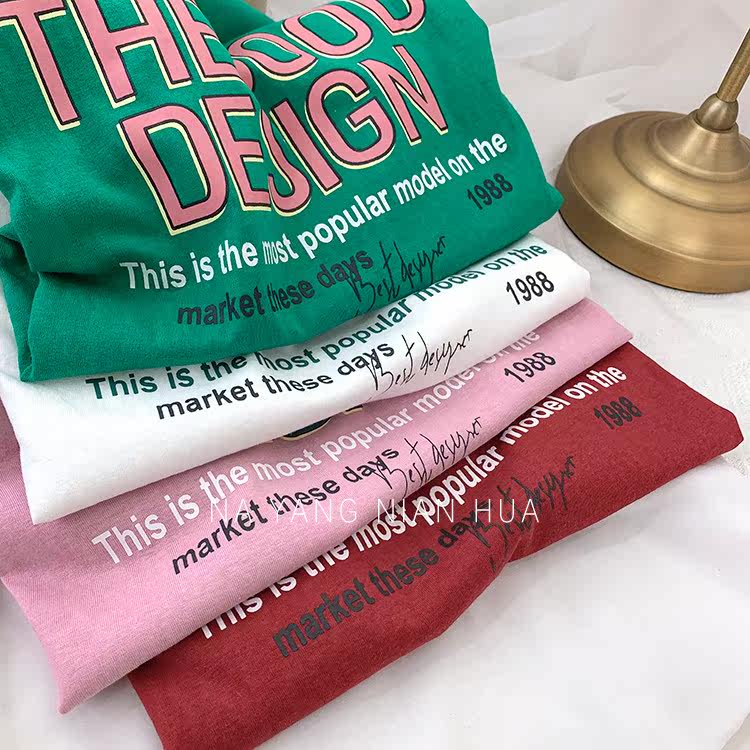 THE GOOD
DESIGN
This is the most popular model on the
market these days
Best designer
1988
This is the most popular model on the
market these days
Best designer
1988
This is the most popular model on the
market these days
Best designer
1988
This is the most popular model on the
market these days
Best designer
1988
NA YANG NIAN HUA